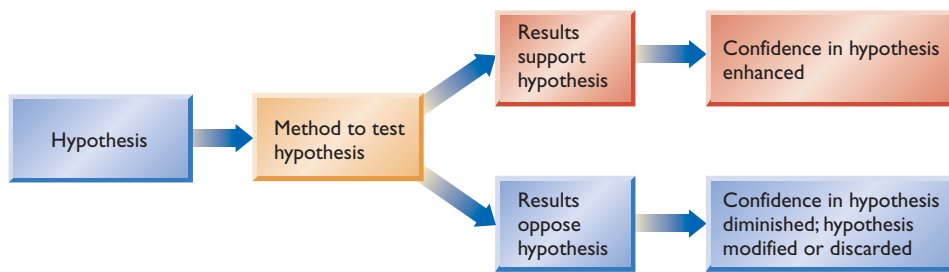 Hypothesis
Method to test
hypothesis
Results
support
hypothesis
Confidence in hypothesis
enhanced
Results
oppose
hypothesis
Confidence in hypothesis
diminished; hypothesis
modified or discarded